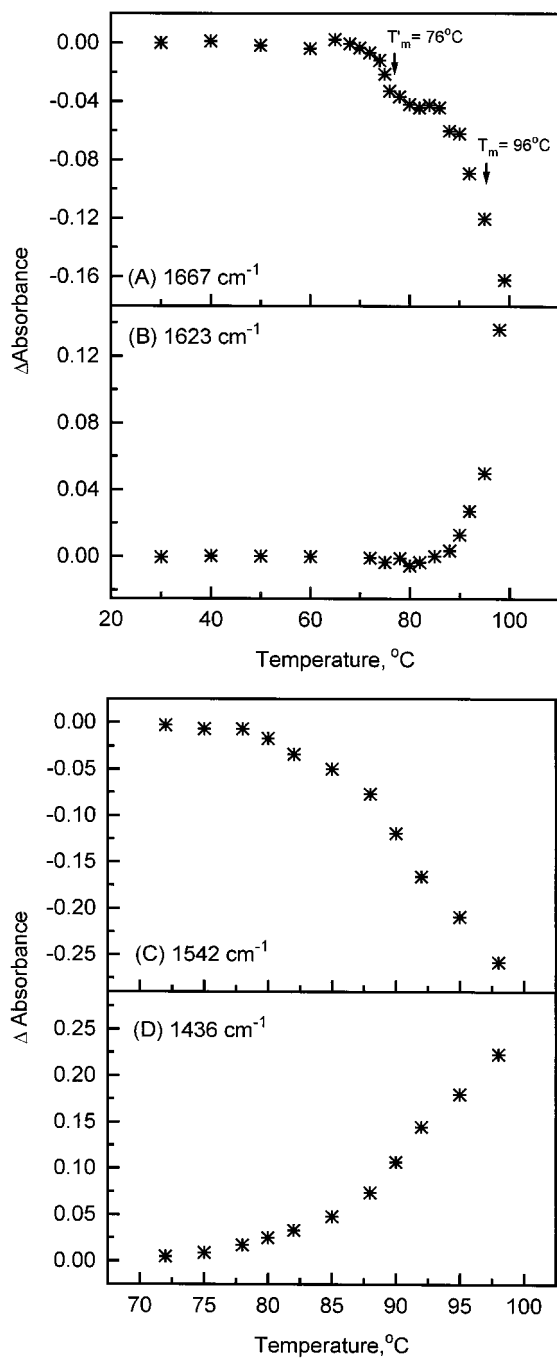 0.00
T'm = 76°C
-0.04
Tm = 96°C
-0.08
-0.12
(A) 1667 cm⁻¹
-0.16
ΔAbsorbance
(B) 1623 cm⁻¹
0.12
0.08
0.04
0.00
20 40 60 80 100
Temperature, °C
0.00
-0.05
-0.10
-0.15
-0.20
(C) 1542 cm⁻¹
-0.25
Δ Absorbance
(D) 1436 cm⁻¹
0.25
0.20
0.15
0.10
0.05
0.00
70 75 80 85 90 95 100
Temperature,°C